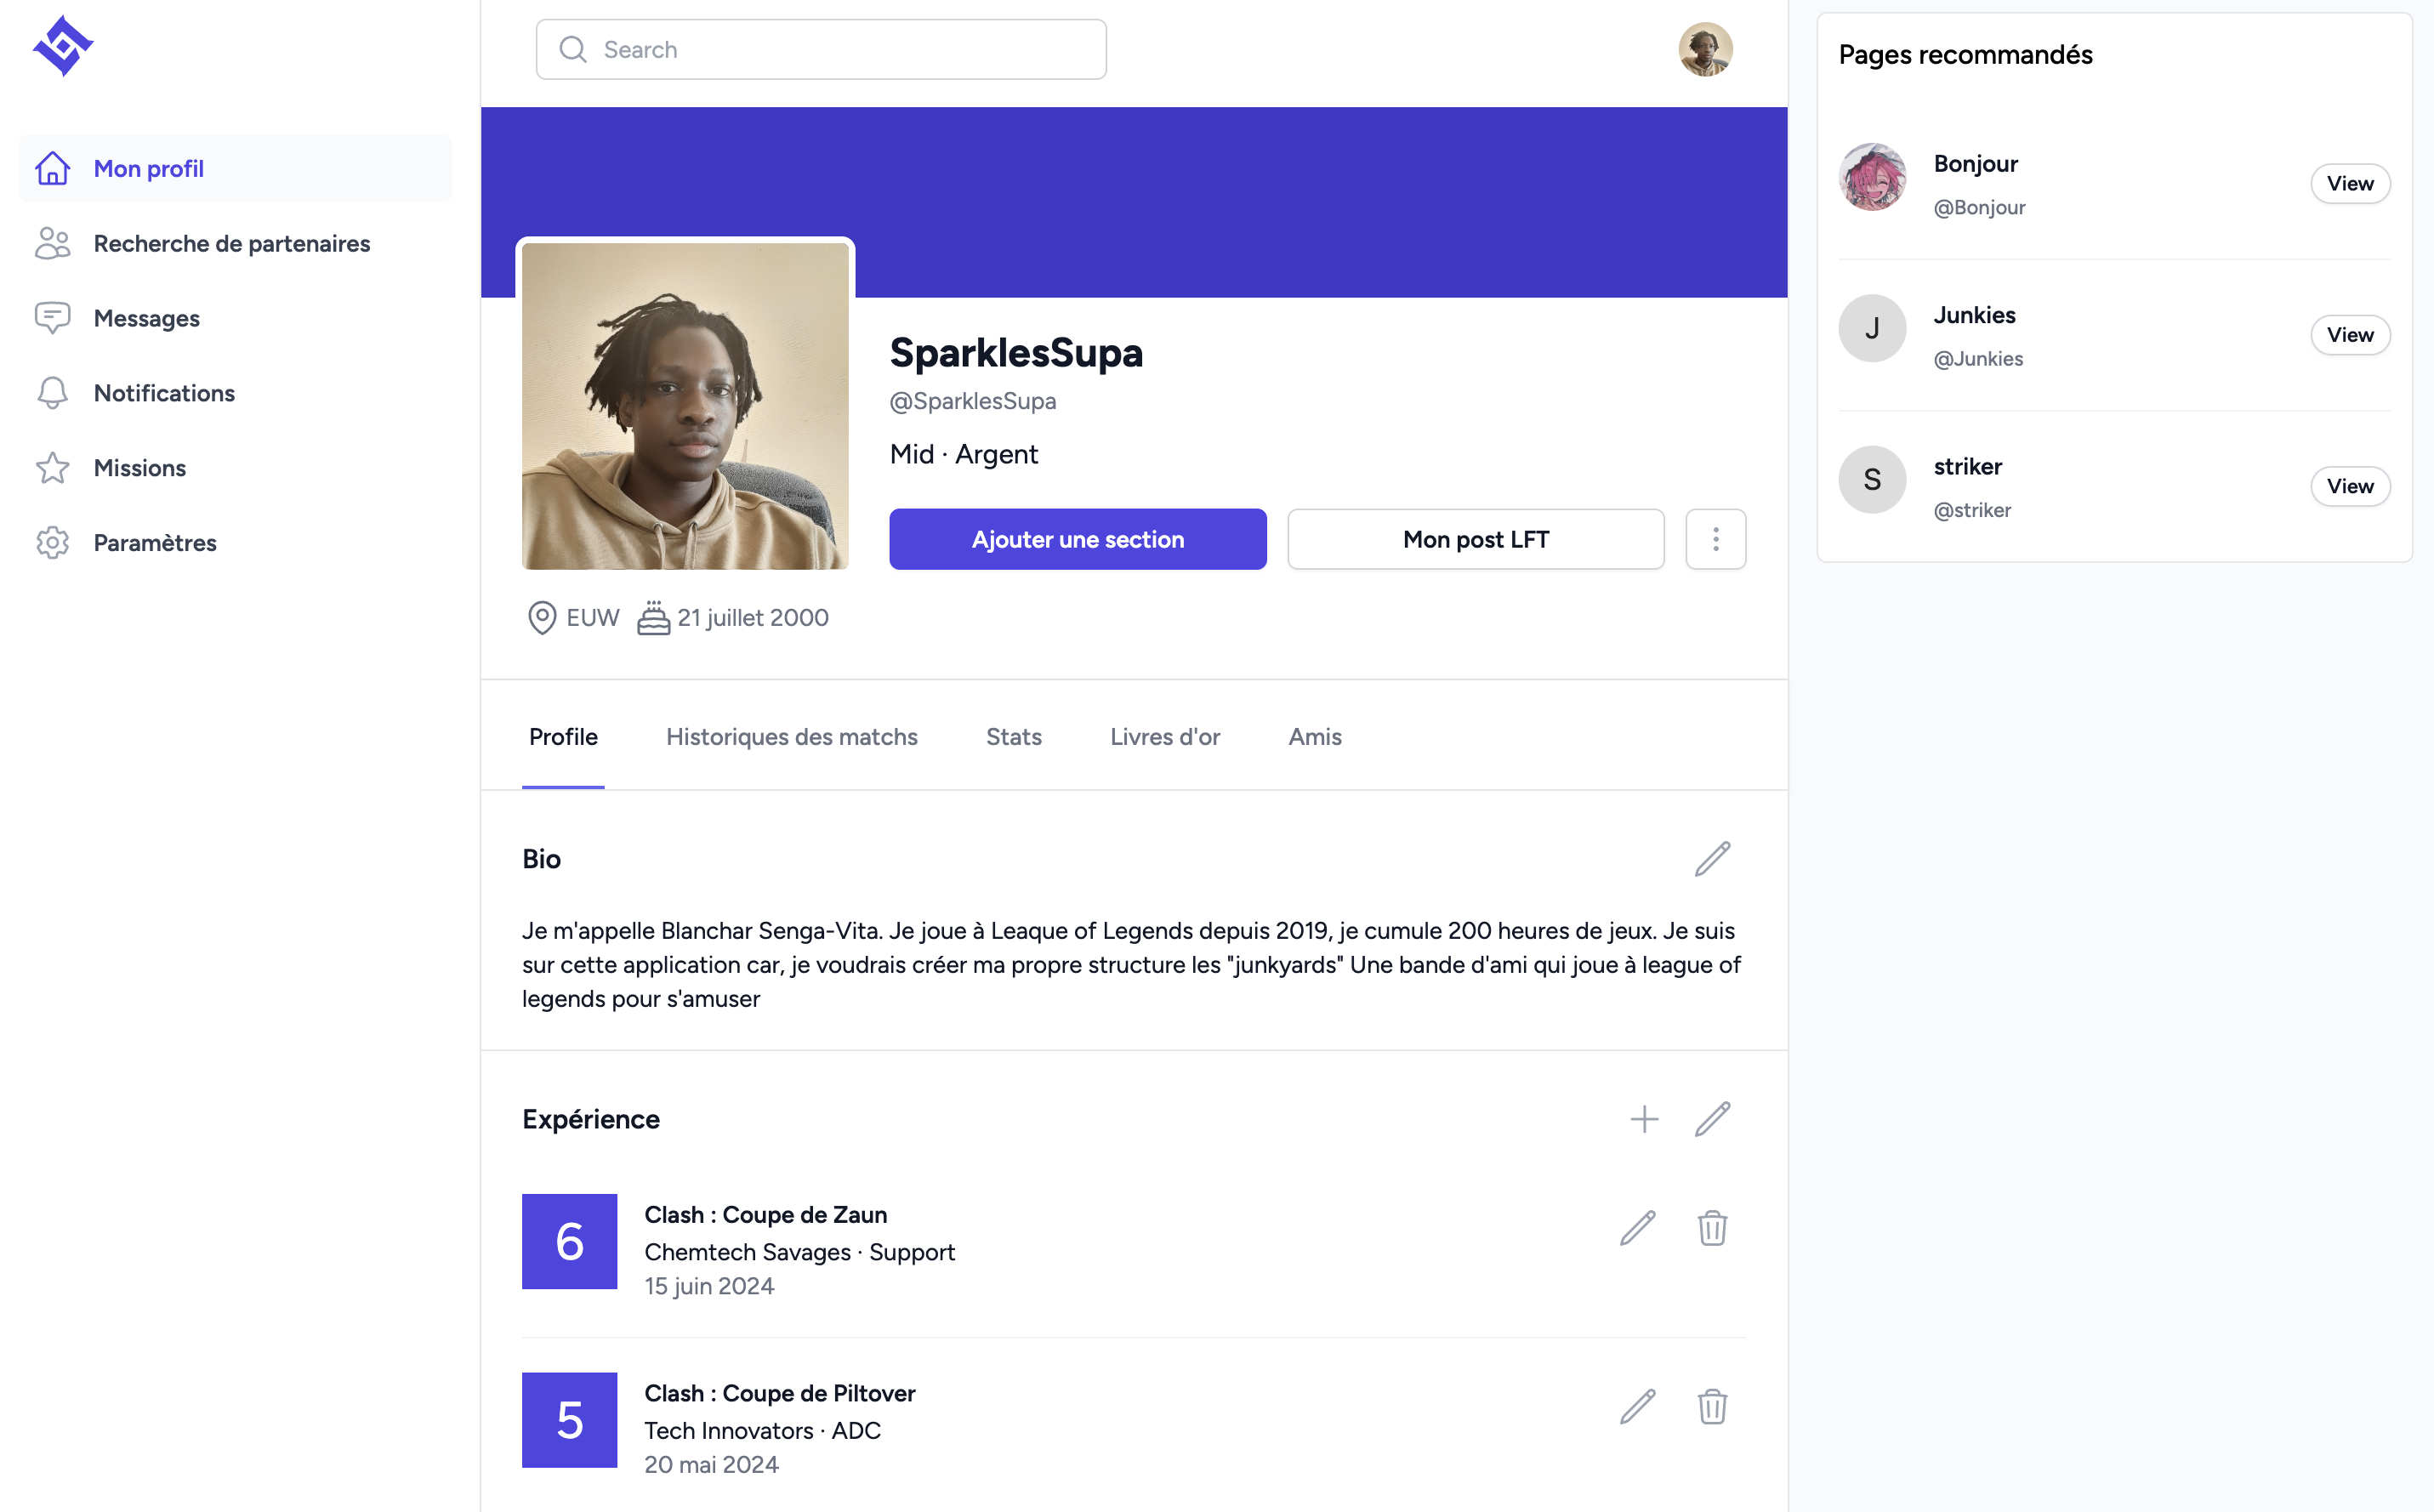 Mon profil
Recherche de partenaires
Messages
Notifications
Missions
Paramètres
Search
SparklesSupa
@SparklesSupa
Mid · Argent
Ajouter une section
Mon post LFT
EUW
21 juillet 2000
Profile
Historiques des matchs
Stats
Livres d'or
Amis
Bio
Je m'appelle Blanchar Senga-Vita. Je joue à Leaque of Legends depuis 2019, je cumule 200 heures de jeux. Je suis
sur cette application car, je voudrais créer ma propre structure les "junkyards" Une bande d'ami qui joue à league of
legends pour s'amuser
Expérience
6
Clash : Coupe de Zaun
Chemtech Savages · Support
15 juin 2024
5
Clash : Coupe de Piltover
Tech Innovators · ADC
20 mai 2024
Pages recommandés
Bonjour
@Bonjour
View
J
Junkies
@Junkies
View
S
striker
@striker
View